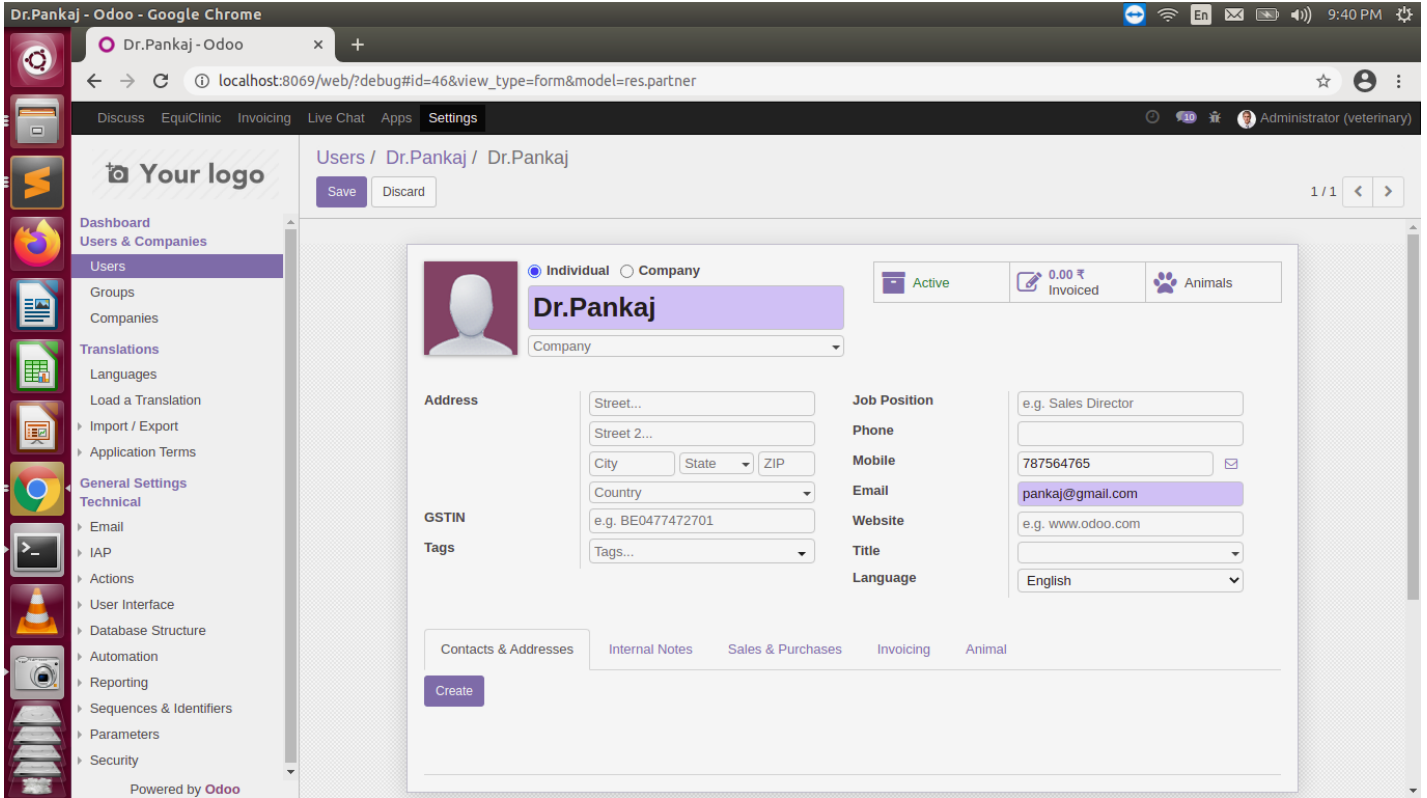 Dr.Pankaj - Odoo - Google Chrome
En
9:40 PM
Dr.Pankaj - Odoo
localhost:8069/web/?debug#id=46&view_type=form&model=res.partner
Discuss EquiClinic Invoicing Live Chat Apps Settings
10 Administrator (veterinary)
Your logo
Users / Dr.Pankaj / Dr.Pankaj
Save Discard
1 / 1
Dashboard
Users & Companies
Users
Groups
Companies
Translations
Languages
Load a Translation
Import / Export
Application Terms
General Settings
Technical
Email
IAP
Actions
User Interface
Database Structure
Automation
Reporting
Sequences & Identifiers
Parameters
Security
Powered by Odoo
Individual Company
Dr.Pankaj
Company
Active
0.00 ₹
Invoiced
Animals
Address
Street...
Street 2...
City State ZIP
Country
GSTIN e.g. BE0477472701
Tags Tags...
Job Position e.g. Sales Director
Phone
Mobile 787564765
Email pankaj@gmail.com
Website e.g. www.odoo.com
Title
Language English
Contacts & Addresses Internal Notes Sales & Purchases Invoicing Animal
Create